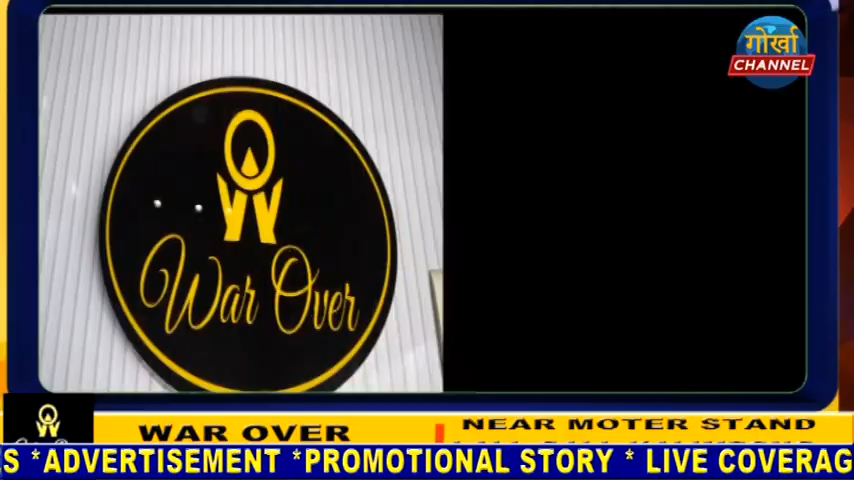 गोर्खा
CHANNEL
War Over
WAR OVER
NEAR MOTER STAND
*ADVERTISEMENT *PROMOTIONAL STORY * LIVE COVERAG